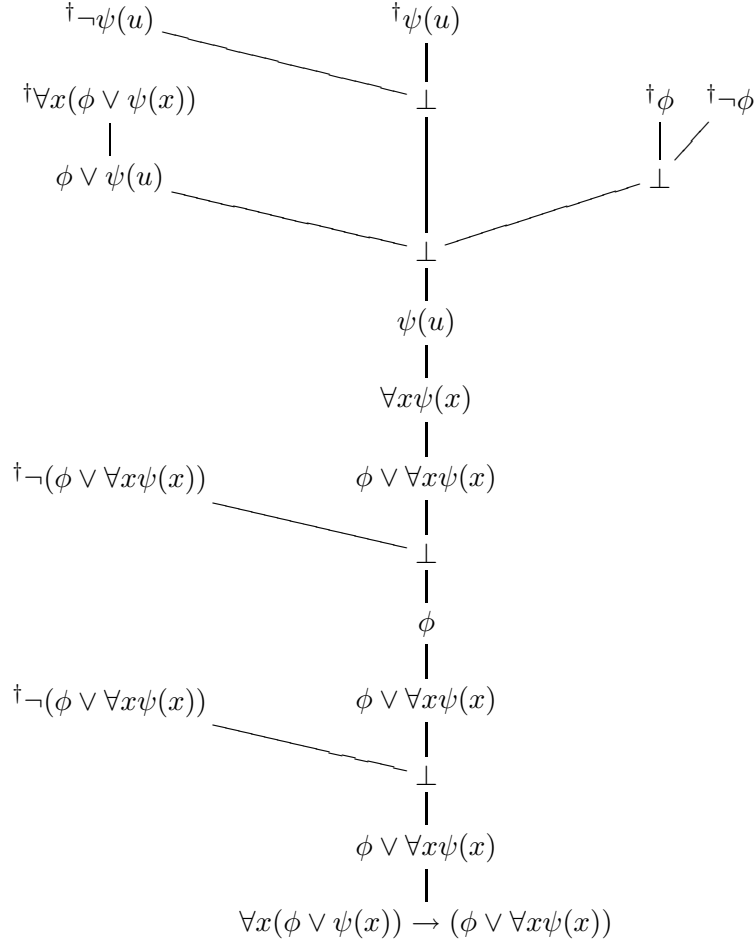 †¬ψ(u) †ψ(u)
†∀x(φ ∨ ψ(x)) ⊥ †φ †¬φ
φ ∨ ψ(u) ⊥
⊥
ψ(u)
∀xψ(x)
†¬(φ ∨ ∀xψ(x)) φ ∨ ∀xψ(x)
⊥
φ
†¬(φ ∨ ∀xψ(x)) φ ∨ ∀xψ(x)
⊥
φ ∨ ∀xψ(x)
∀x(φ ∨ ψ(x)) → (φ ∨ ∀xψ(x))